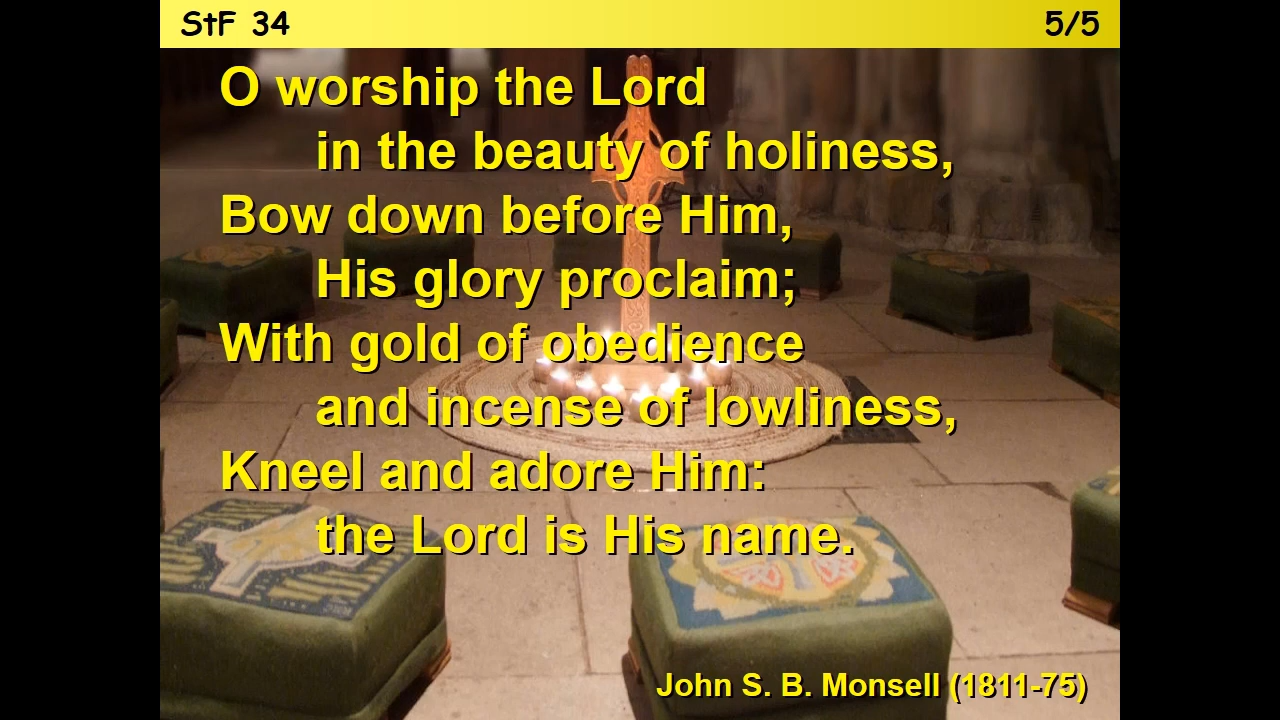 StF 34 5/5
O worship the Lord
in the beauty of holiness,
Bow down before Him,
His glory proclaim;
With gold of obedience
and incense of lowliness,
Kneel and adore Him:
the Lord is His name.
John S. B. Monsell (1811-75)